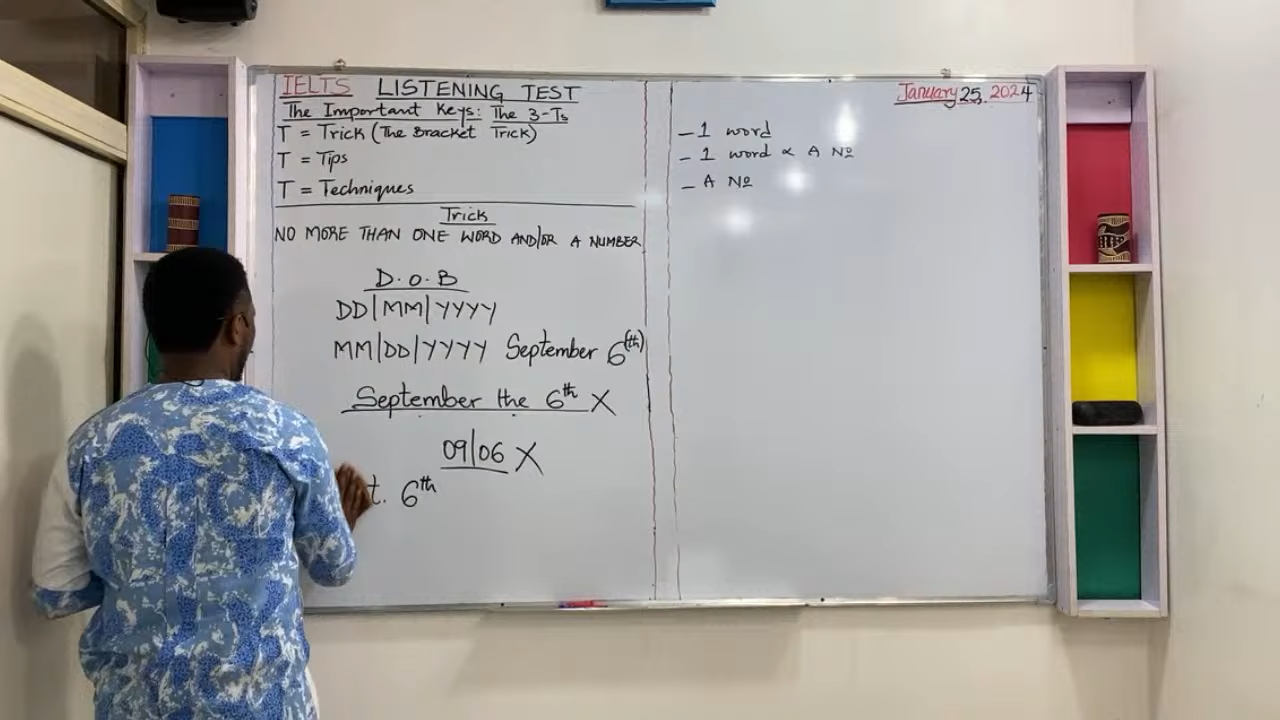 IELTS LISTENING TEST
The Important Keys: The 3-Ts
T = Trick (The Bracket Trick)
T = Tips
T = Techniques
Trick
NO MORE THAN ONE WORD AND/OR A NUMBER
D.O.B
DD|MM|YYYY
MM|DD|YYYY September 6(th)
September the 6th X
09|06 X
t. 6th
January 25, 2024
- 1 word
- 1 word & A No
- A No